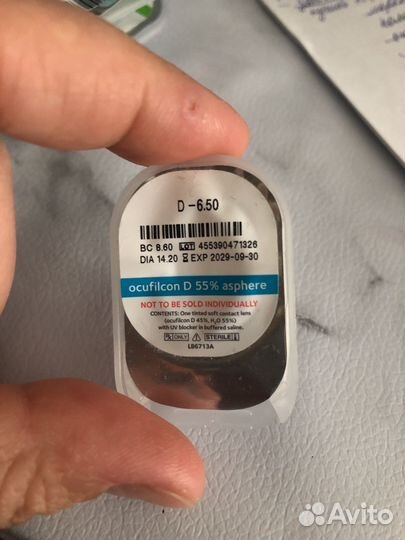 D -6.50
BC 8.60 LOT 455390471326
DIA 14.20 EXP 2029-09-30
ocufilcon D 55% asphere
NOT TO BE SOLD INDIVIDUALLY
CONTENTS: One tinted soft contact lens
(ocufilcon D 45%, H₂O 55%)
with UV blocker in buffered saline.
Rx ONLY STERILE
LB6713A
Avito